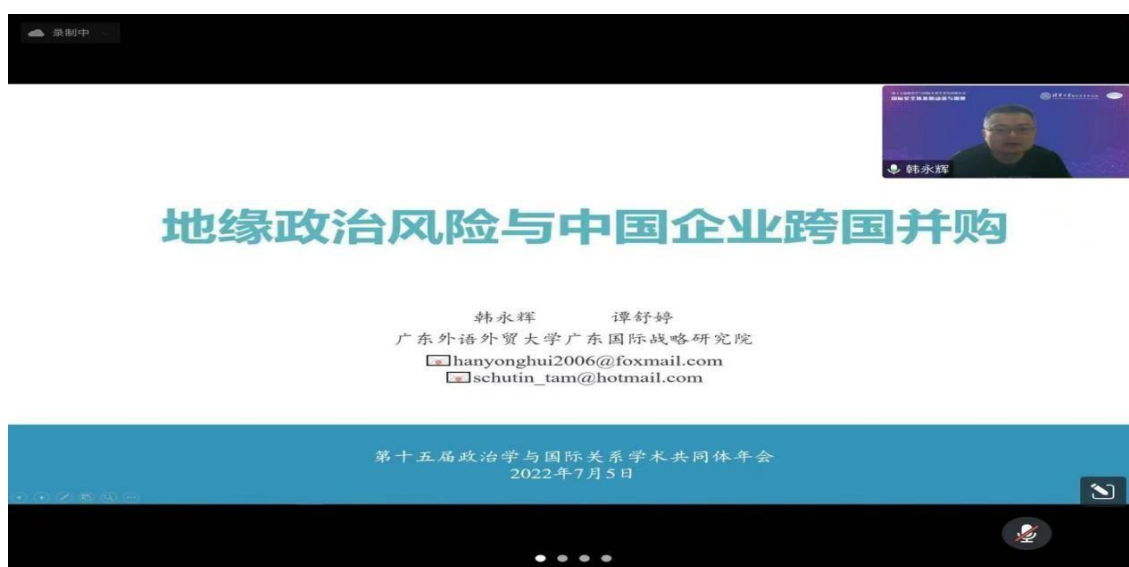 录制中
韩永辉
地缘政治风险与中国企业跨国并购
韩永辉 谭舒婷
广东外语外贸大学广东国际战略研究院
hanyonghui2006@foxmail.com
schutin_tam@hotmail.com
第十五届政治学与国际关系学术共同体年会
2022年7月5日